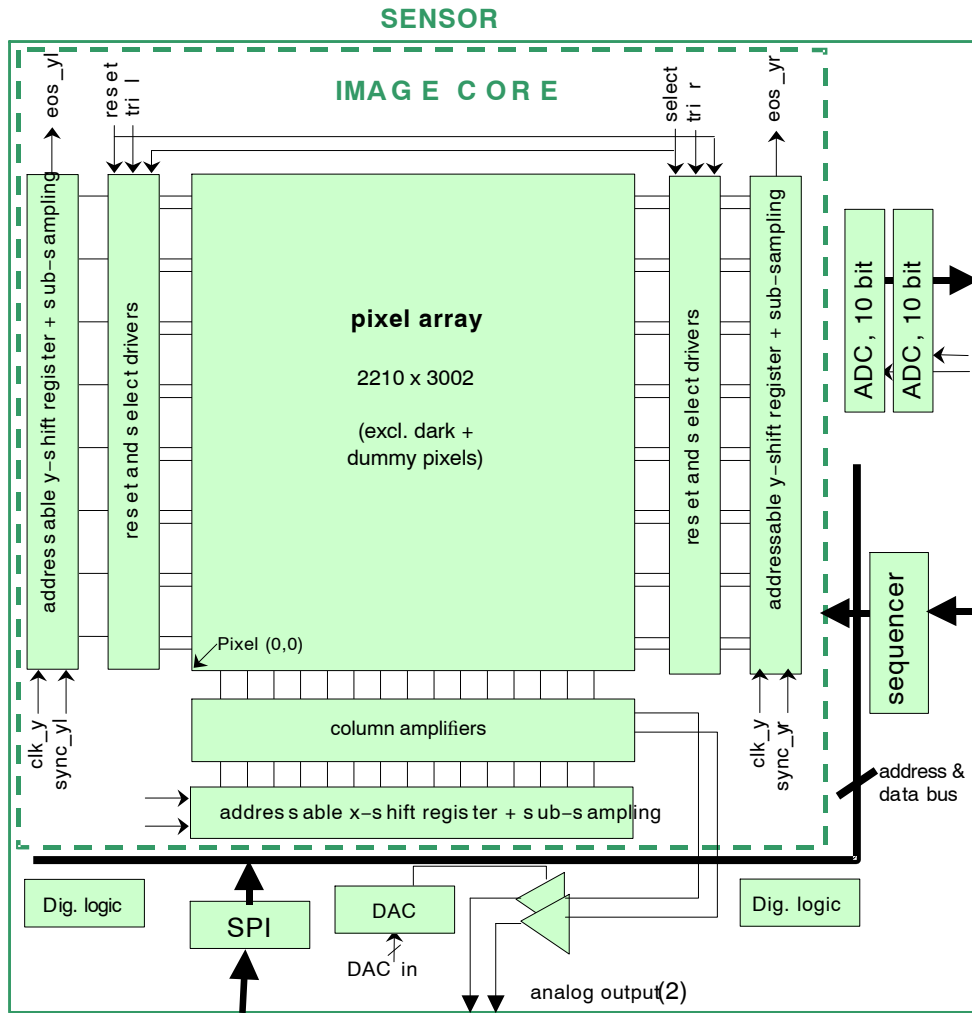 SENSOR
IMAGE CORE
eos_yl
reset
tri l
select
tri r
eos_yr
addressable y-shift register + sub-sampling
reset and select drivers
pixel array
2210 x 3002
(excl. dark +
dummy pixels)
Pixel (0,0)
reset and select drivers
addressable y-shift register + sub-sampling
ADC, 10 bit
ADC, 10 bit
sequencer
clk_y
sync_yl
column amplifiers
clk_y
sync_yr
address &
data bus
addressable x-shift register + sub-sampling
Dig. logic
SPI
DAC
DAC in
Dig. logic
analog output(2)